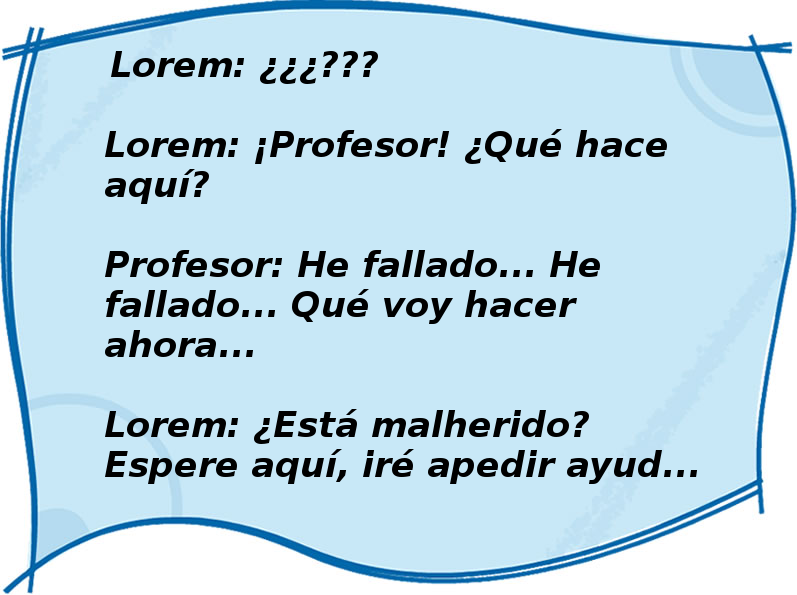 Lorem: ¿¿¿???
Lorem: ¡Profesor! ¿Qué hace
aquí?
Profesor: He fallado... He
fallado... Qué voy hacer
ahora...
Lorem: ¿Está malherido?
Espere aquí, iré apedir ayud...